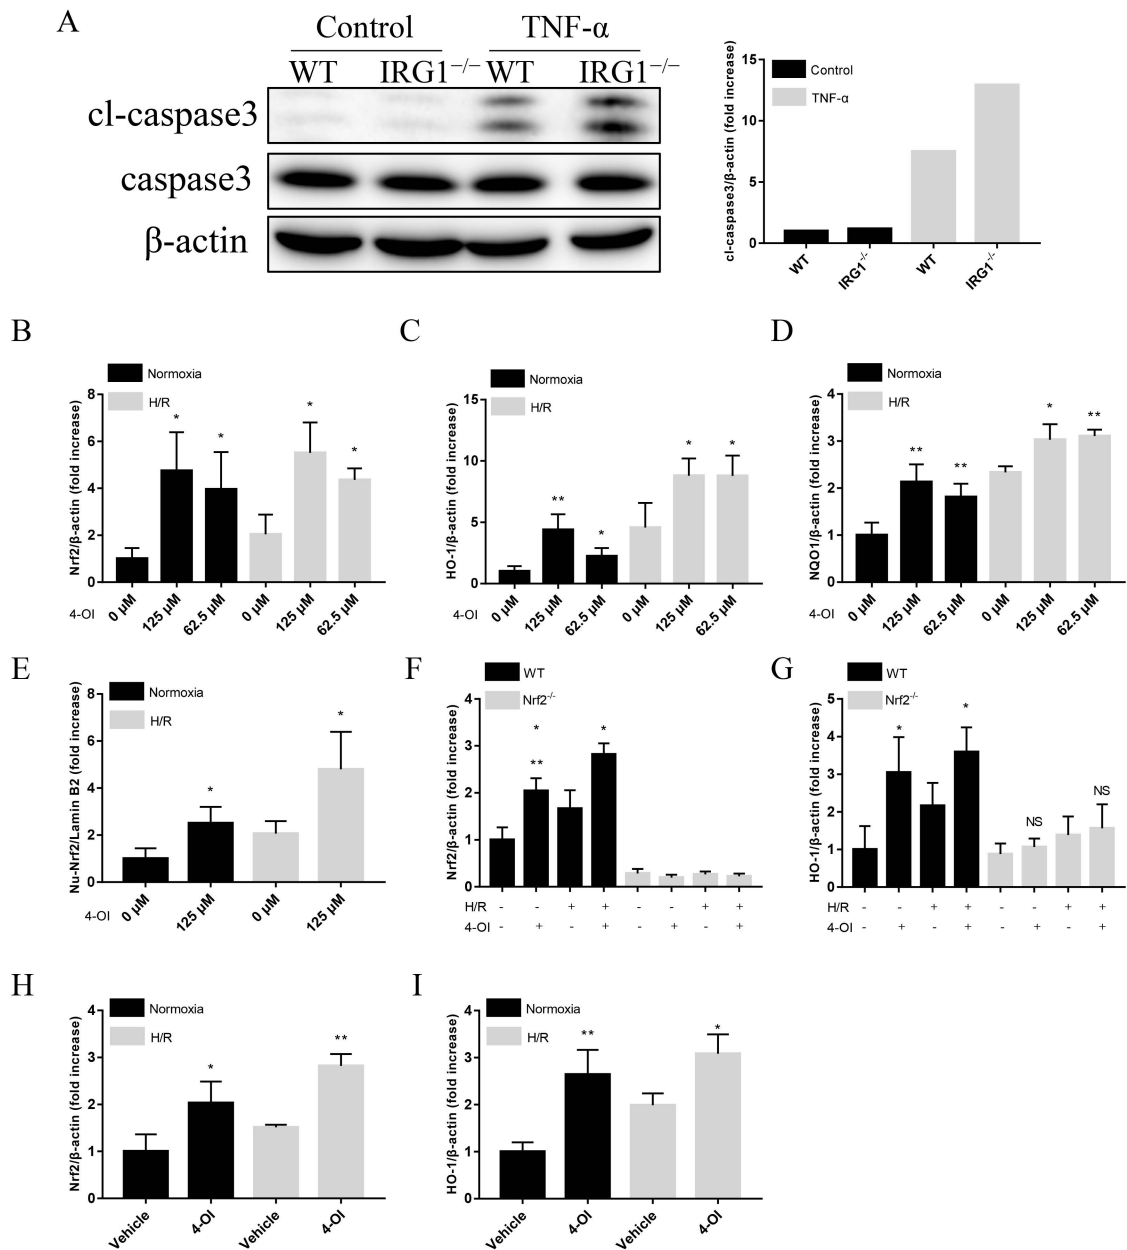 A
Control TNF-α
WT IRG1−/− WT IRG1−/−
cl-caspase3
caspase3
β-actin
cl-caspase3/β-actin (fold increase)
15
10
5
0
Control
TNF-α
WT IRG1-/- WT IRG1-/-
B
Nrf2/β-actin (fold increase)
Normoxia
H/R
8
6
4
2
0
* * * *
4-OI 0 μM 125 μM 62.5 μM 0 μM 125 μM 62.5 μM
C
HO-1/β-actin (fold increase)
Normoxia
H/R
15
10
5
0
** * * *
4-OI 0 μM 125 μM 62.5 μM 0 μM 125 μM 62.5 μM
D
NQO1/β-actin (fold increase)
Normoxia
H/R
4
3
2
1
0
** ** * **
4-OI 0 μM 125 μM 62.5 μM 0 μM 125 μM 62.5 μM
E
Nu-Nrf2/Lamin B2 (fold increase)
Normoxia
H/R
8
6
4
2
0
* *
4-OI 0 μM 125 μM 0 μM 125 μM
F
Nrf2/β-actin (fold increase)
WT
Nrf2-/-
4
3
2
1
0
* *
**
H/R - - + + - - + +
4-OI - + - + - + - +
G
HO-1/β-actin (fold increase)
WT
Nrf2-/-
5
4
3
2
1
0
* * NS NS
H/R - - + + - - + +
4-OI - + - + - + - +
H
Nrf2/β-actin (fold increase)
Normoxia
H/R
4
3
2
1
0
* **
Vehicle 4-OI Vehicle 4-OI
I
HO-1/β-actin (fold increase)
Normoxia
H/R
4
3
2
1
0
** *
Vehicle 4-OI Vehicle 4-OI